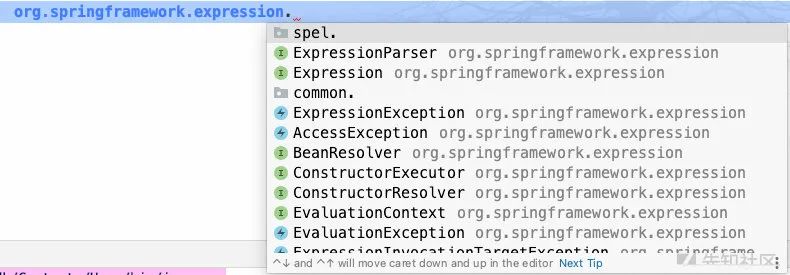 org.springframework.expression.
spel.
ExpressionParser org.springframework.expression
Expression org.springframework.expression
common.
ExpressionException org.springframework.expression
AccessException org.springframework.expression
BeanResolver org.springframework.expression
ConstructorExecutor org.springframework.expression
ConstructorResolver org.springframework.expression
EvaluationContext org.springframework.expression
EvaluationException org.springframework.expression
ExpressionInvocationTargetException org.springframe
^↓ and ^↑ will move caret down and up in the editor Next Tip
先知社区